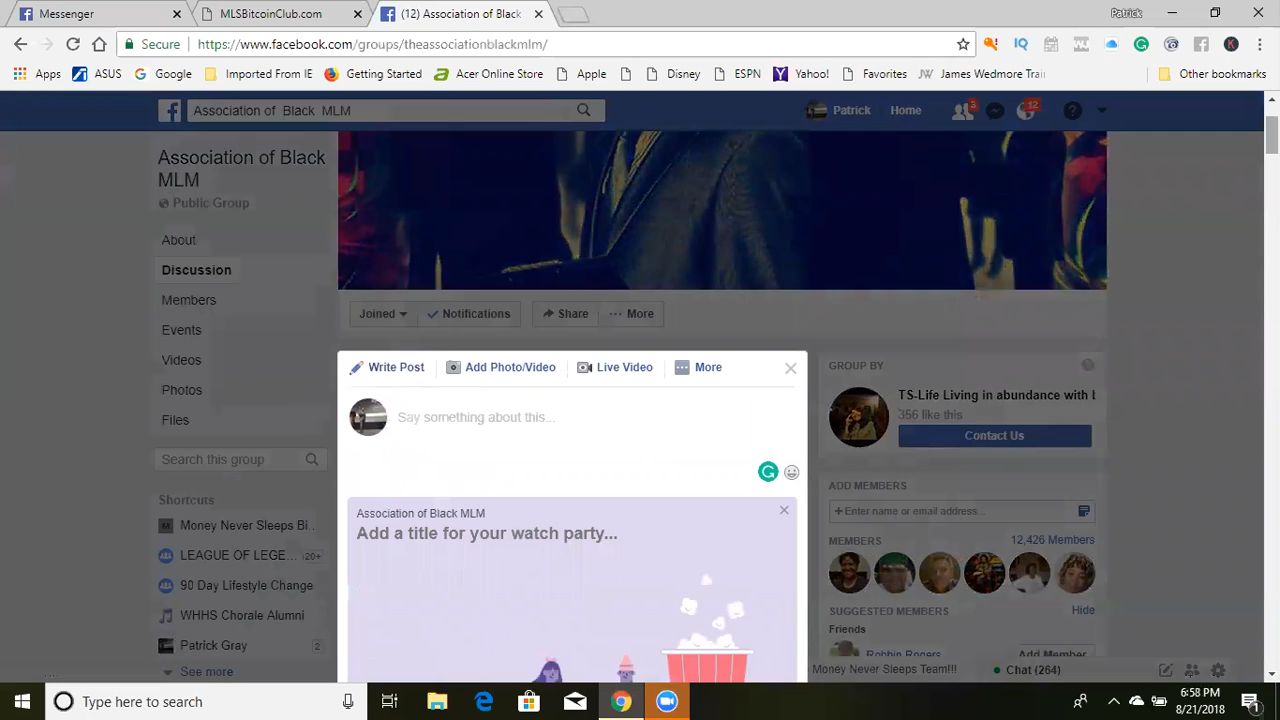 Messenger
MLSBitcoinClub.com
(12) Association of Black
Patrick
Secure
https://www.facebook.com/groups/theassociationblackmlm/
Apps
ASUS
Google
Imported From IE
Getting Started
Acer Online Store
Apple
Disney
ESPN
Yahoo!
Favorites
James Wedmore Trai
Other bookmarks
Association of Black MLM
Patrick
Home
3
12
Association of Black
MLM
Public Group
About
Discussion
Members
Events
Videos
Photos
Files
Search this group
Shortcuts
Money Never Sleeps Bi...
LEAGUE OF LEGE... 20+
90 Day Lifestyle Change
WHHS Chorale Alumni
Patrick Gray 2
See more
Joined
Notifications
Share
More
Write Post
Add Photo/Video
Live Video
More
Say something about this...
Association of Black MLM
Add a title for your watch party...
GROUP BY
TS-Life Living in abundance with b
356 like this
Contact Us
ADD MEMBERS
+ Enter name or email address...
MEMBERS
12,426 Members
SUGGESTED MEMBERS
Hide
Friends
Robbin Rogers
Add Member
Money Never Sleeps Team!!!
Chat (264)
Type here to search
6:58 PM
8/21/2018
1